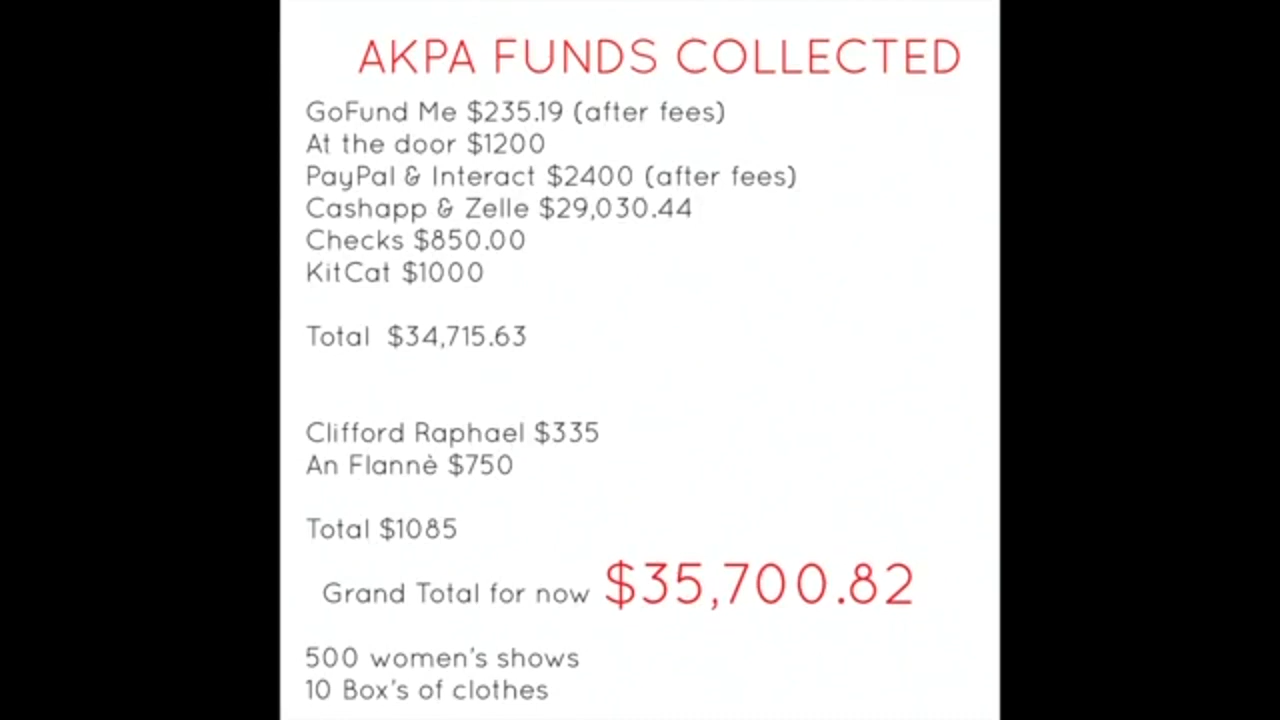 AKPA FUNDS COLLECTED
GoFund Me $235.19 (after fees)
At the door $1200
PayPal & Interact $2400 (after fees)
Cashapp & Zelle $29,030.44
Checks $850.00
KitCat $1000
Total $34,715.63
Clifford Raphael $335
An Flannè $750
Total $1085
Grand Total for now $35,700.82
500 women's shows
10 Box's of clothes